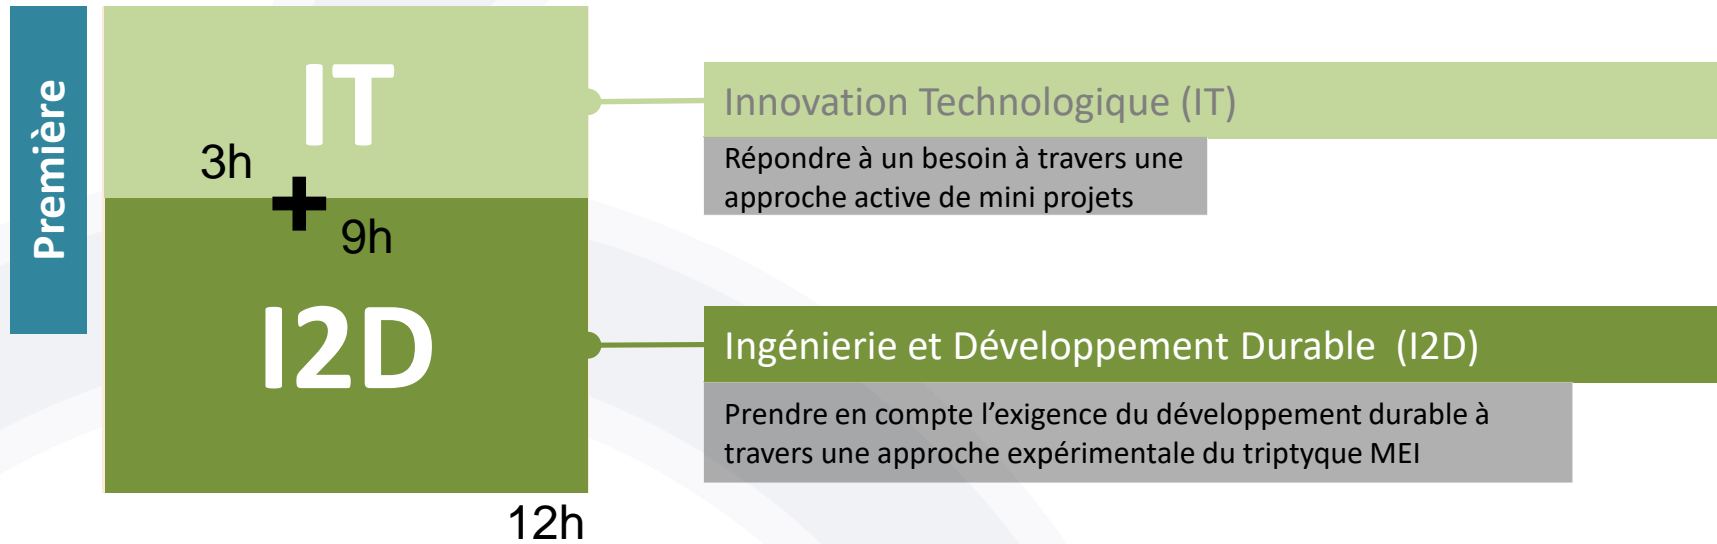 Première
IT
3h
+
9h
I2D
12h
Innovation Technologique (IT)
Répondre à un besoin à travers une
approche active de mini projets
Ingénierie et Développement Durable (I2D)
Prendre en compte l’exigence du développement durable à
travers une approche expérimentale du triptyque MEI